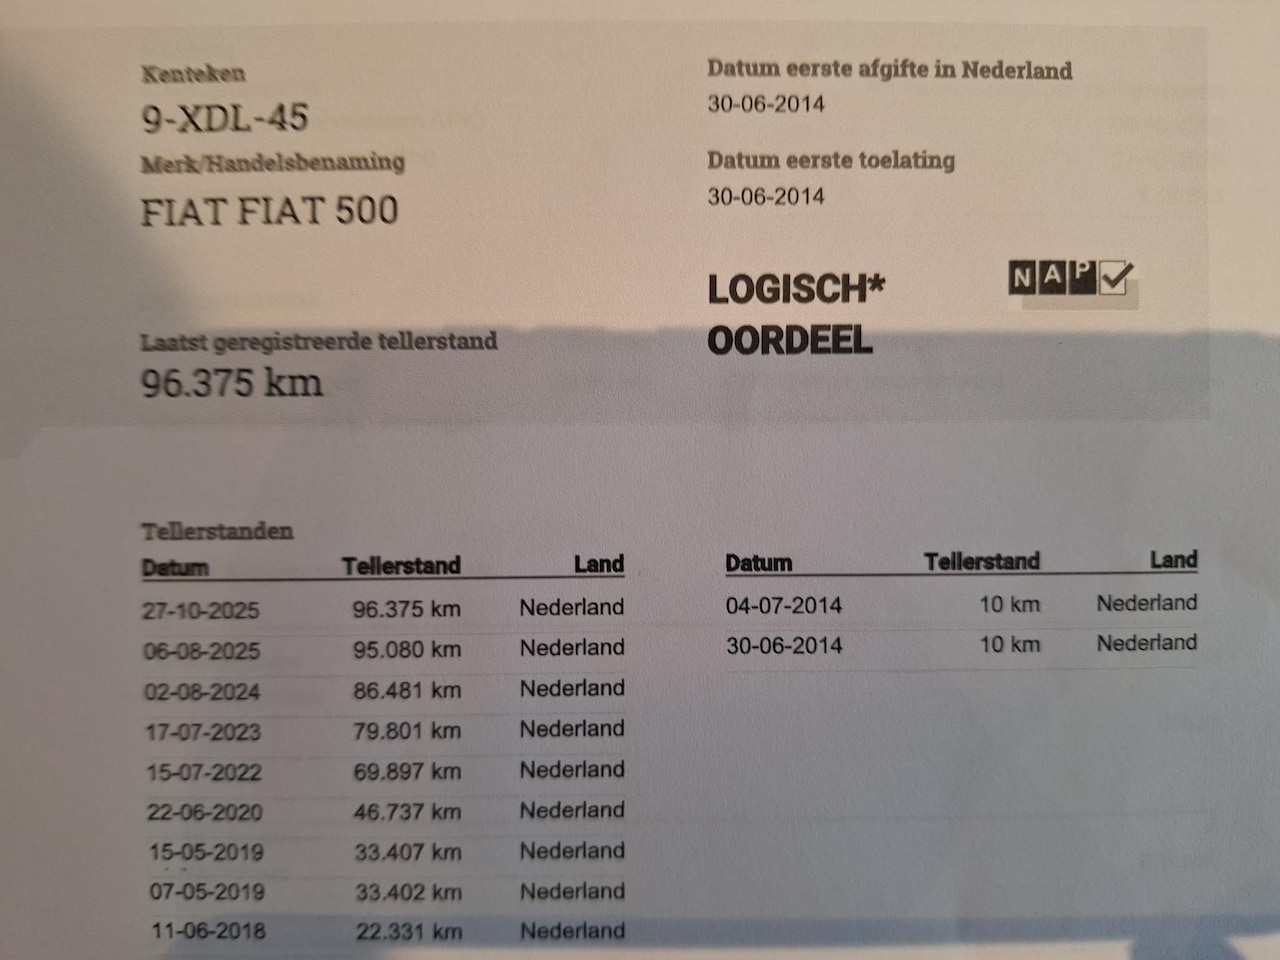 Kenteken
9-XDL-45
Merk/Handelsbenaming
FIAT FIAT 500
Laatst geregistreerde tellerstand
96.375 km
Datum eerste afgifte in Nederland
30-06-2014
Datum eerste toelating
30-06-2014
LOGISCH*
OORDEEL
NAP
Tellerstanden
Datum Tellerstand Land
27-10-2025 96.375 km Nederland
06-08-2025 95.080 km Nederland
02-08-2024 86.481 km Nederland
17-07-2023 79.801 km Nederland
15-07-2022 69.897 km Nederland
22-06-2020 46.737 km Nederland
15-05-2019 33.407 km Nederland
07-05-2019 33.402 km Nederland
11-06-2018 22.331 km Nederland
Datum Tellerstand Land
04-07-2014 10 km Nederland
30-06-2014 10 km Nederland